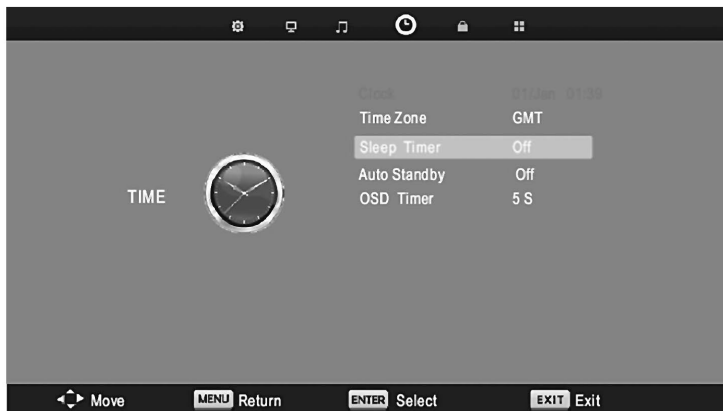 Clock 01/Jan 01:39
Time Zone GMT
Sleep Timer Off
Auto Standby Off
OSD Timer 5 S
TIME
Move MENU Return ENTER Select EXIT Exit